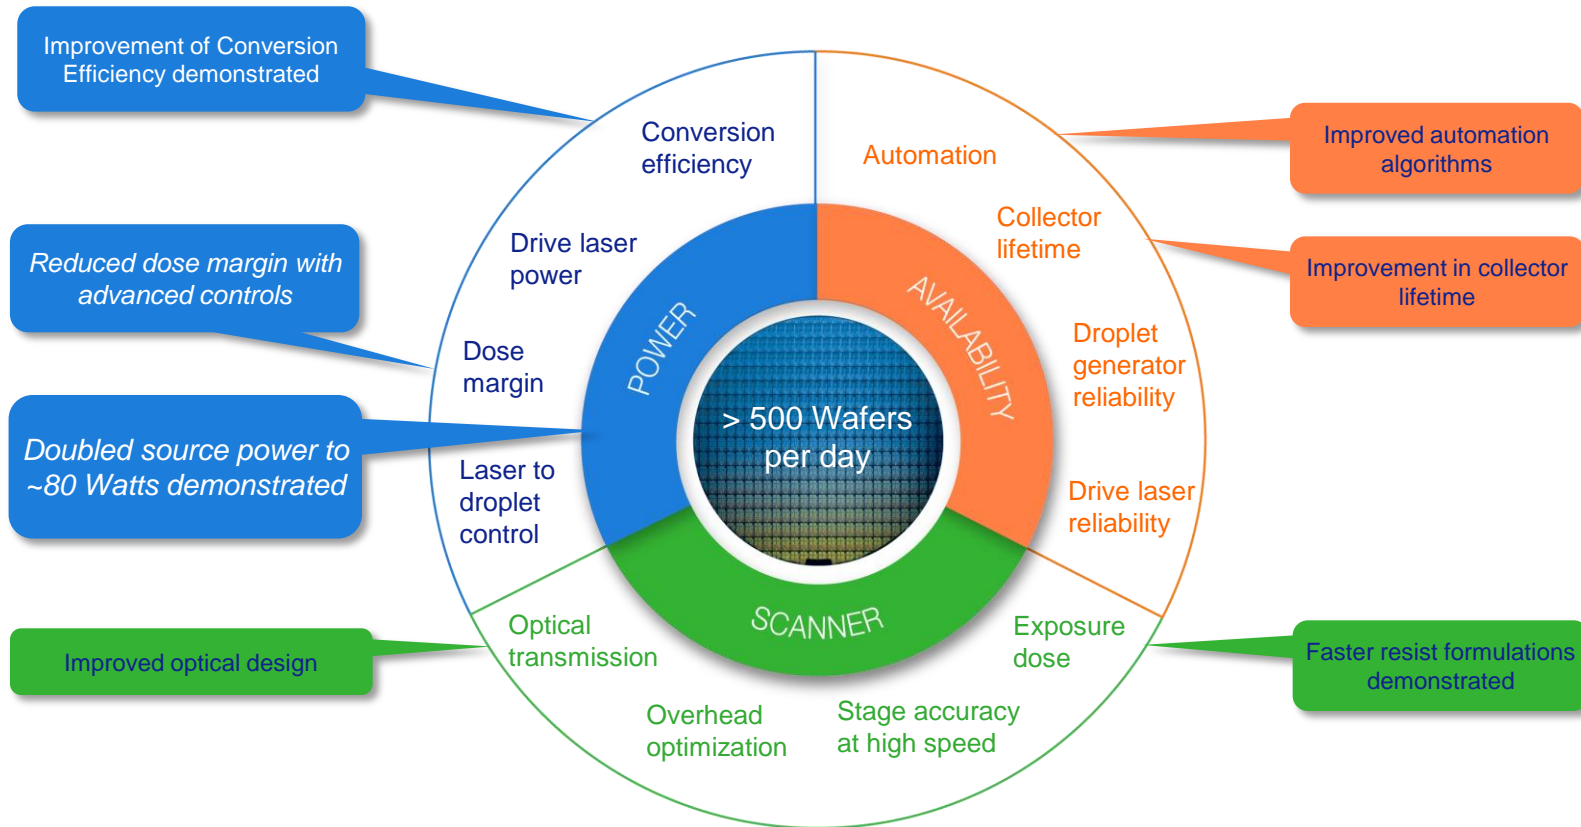 Improvement of Conversion
Efficiency demonstrated
Reduced dose margin with
advanced controls
Doubled source power to
~80 Watts demonstrated
Improved optical design
Conversion
efficiency
Drive laser
power
Dose
margin
Laser to
droplet
control
POWER
Automation
Collector
lifetime
Droplet
generator
reliability
Drive laser
reliability
AVAILABILITY
> 500 Wafers
per day
SCANNER
Optical
transmission
Overhead
optimization
Stage accuracy
at high speed
Exposure
dose
Improved automation
algorithms
Improvement in collector
lifetime
Faster resist formulations
demonstrated